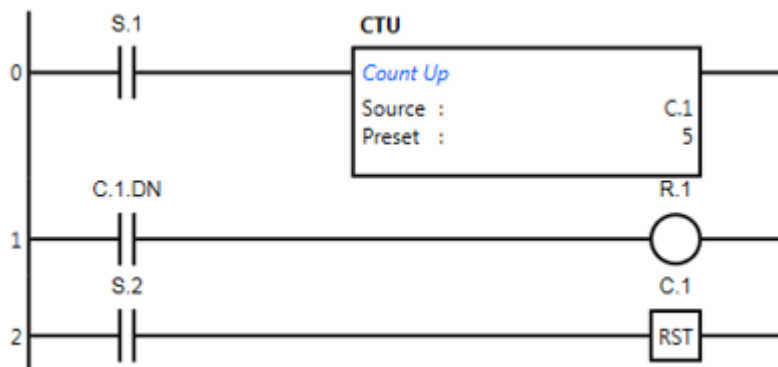 S.1
CTU
0
Count Up
Source : C.1
Preset : 5
C.1.DN R.1
1
S.2 C.1
2 RST